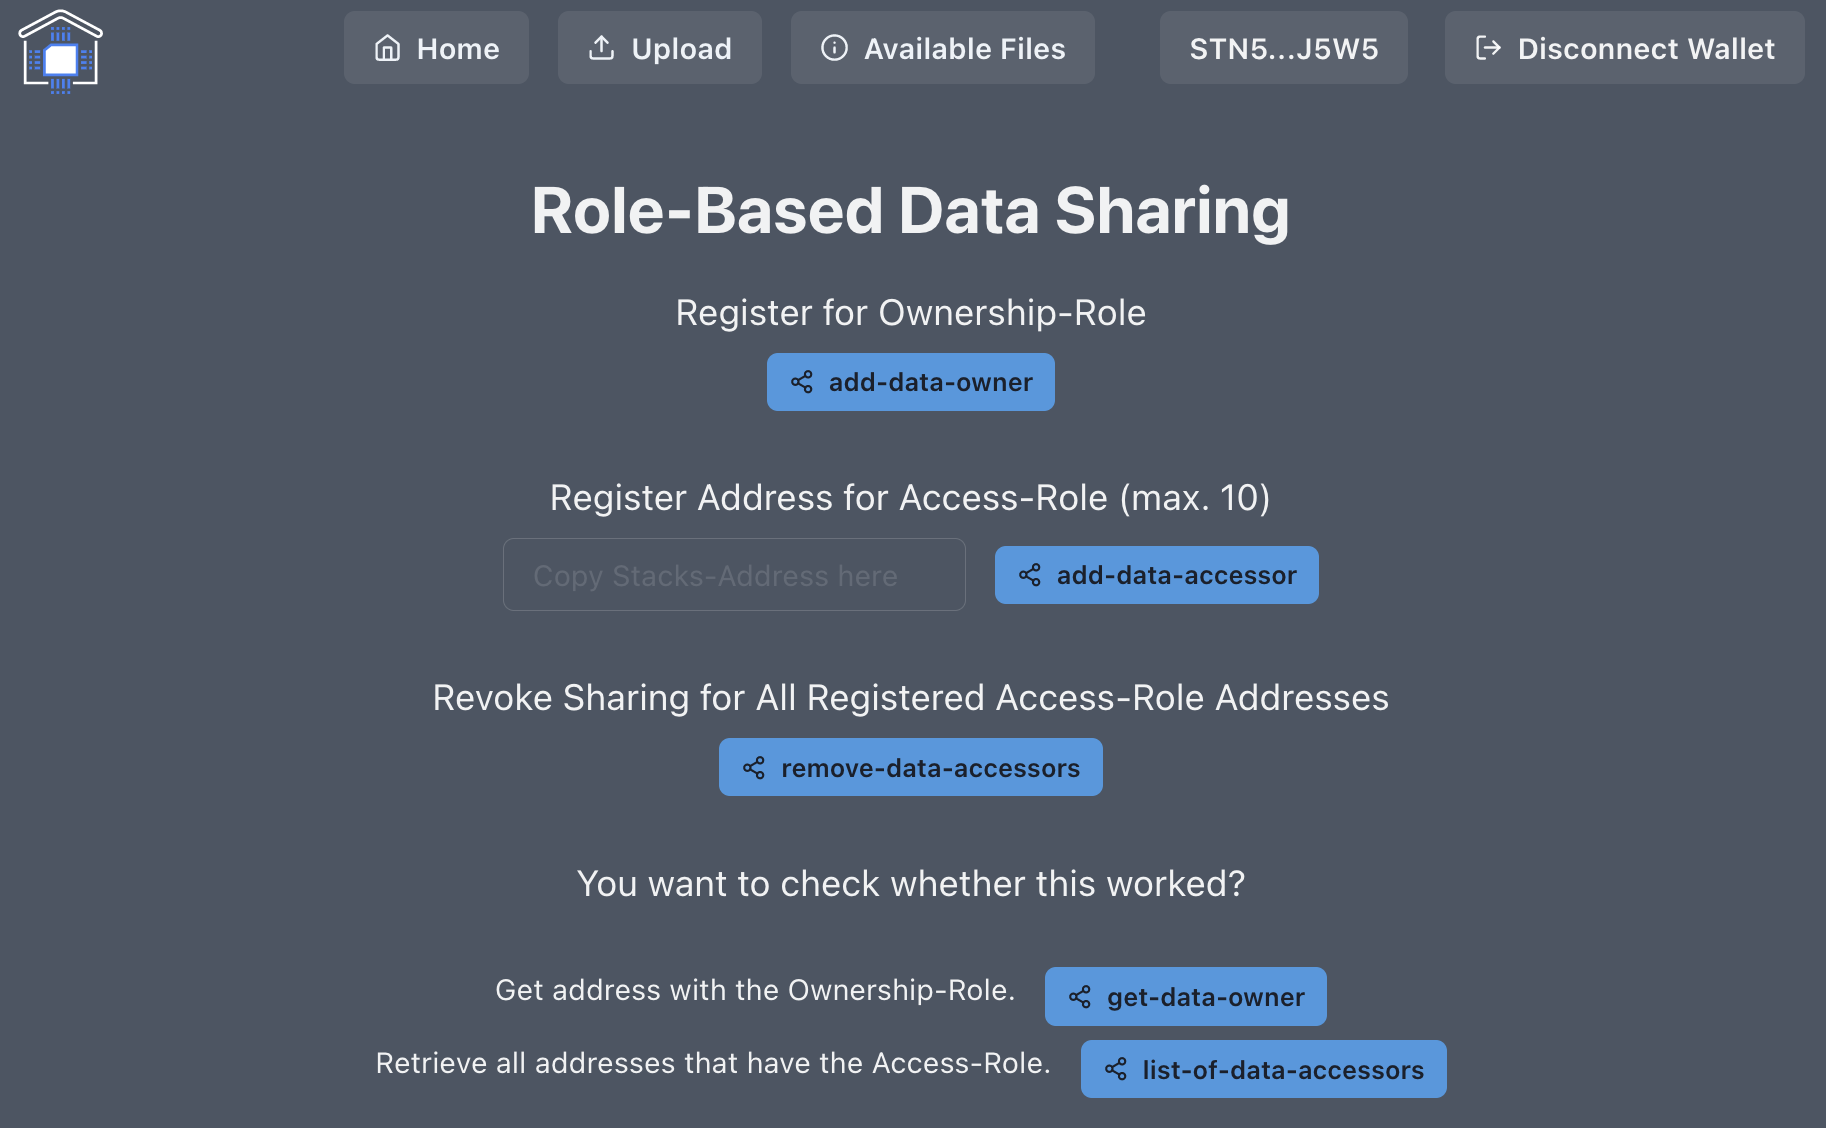 Home
Upload
Available Files
STN5...J5W5
Disconnect Wallet
Role-Based Data Sharing
Register for Ownership-Role
add-data-owner
Register Address for Access-Role (max. 10)
Copy Stacks-Address here
add-data-accessor
Revoke Sharing for All Registered Access-Role Addresses
remove-data-accessors
You want to check whether this worked?
Get address with the Ownership-Role.
get-data-owner
Retrieve all addresses that have the Access-Role.
list-of-data-accessors